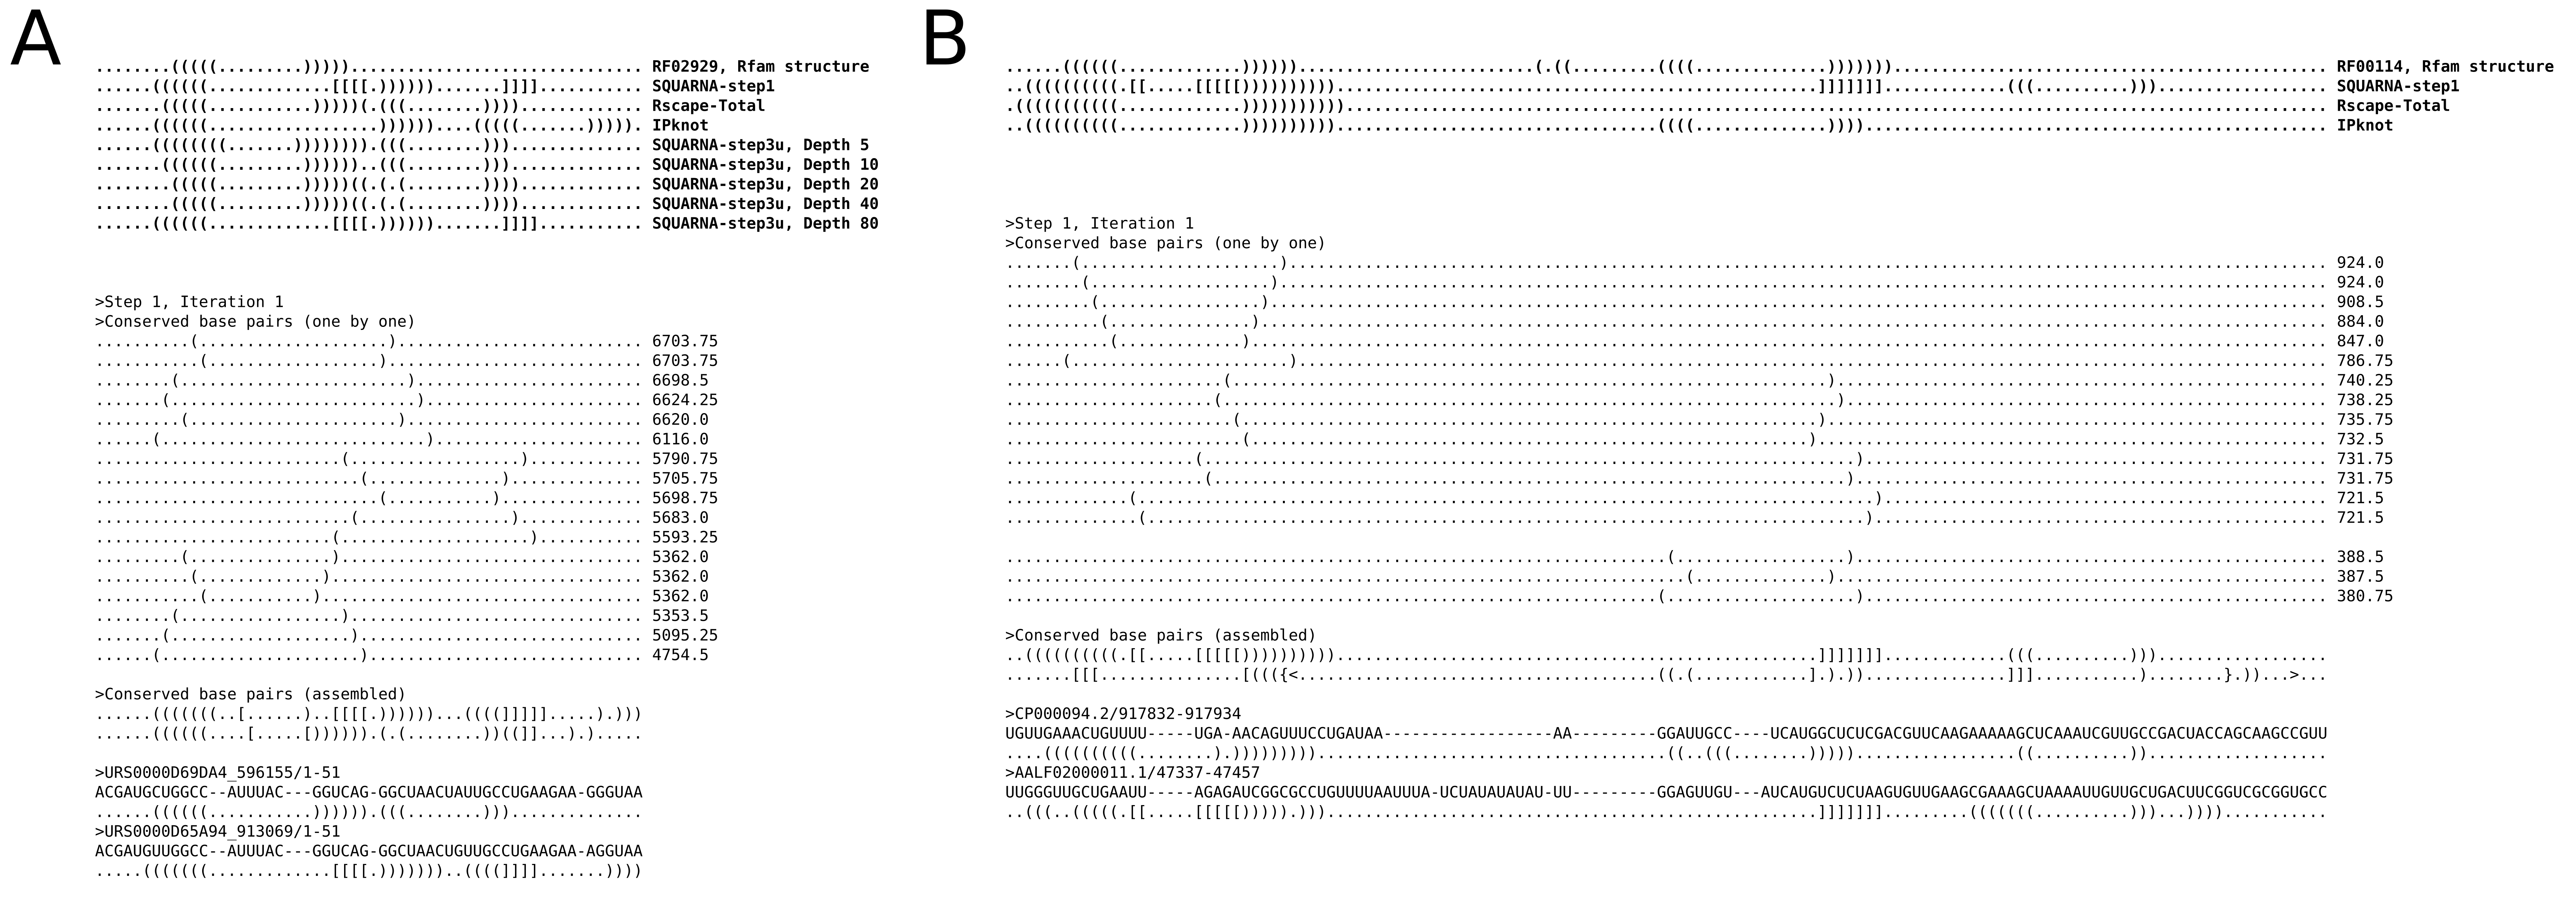 A
........(((((.........)))))............................... RF02929, Rfam structure
......((((((.............[[[[.)))))).......]]]]........... SQUARNA-step1
.......(((((...........)))))(.(((........))))............. Rscape-Total
......((((((..................))))))....(((((.......))))). IPknot
......((((((((.......)))))))).(((........))).............. SQUARNA-step3u, Depth 5
.......((((((.........))))))..(((........))).............. SQUARNA-step3u, Depth 10
........(((((.........)))))((.(.(........))))............. SQUARNA-step3u, Depth 20
........(((((.........)))))((.(.(........))))............. SQUARNA-step3u, Depth 40
......((((((.............[[[[.)))))).......]]]]........... SQUARNA-step3u, Depth 80
>Step 1, Iteration 1
>Conserved base pairs (one by one)
..........(....................).......................... 6703.75
...........(..................)........................... 6703.75
........(........................)........................ 6698.5
.......(..........................)....................... 6624.25
.........(......................)......................... 6620.0
......(............................)...................... 6116.0
..........................(..................)............ 5790.75
............................(..............).............. 5705.75
..............................(...........)............... 5698.75
...........................(................)............. 5683.0
.........................(....................)........... 5593.25
.........(...............)................................ 5362.0
..........(.............)................................. 5362.0
...........(...........).................................. 5362.0
........(.................)............................... 5353.5
.......(...................).............................. 5095.25
......(.....................)............................. 4754.5
>Conserved base pairs (assembled)
......(((((((..[......)..[[[[.))))))...((((]]]]].....).)))
......((((((....[.....[)))))).(.(........))((]]...).).....
>URS0000D69DA4_596155/1-51
ACGAUGCUGGCC--AUUUAC---GGUCAG-GGCUAACUAUUGCCUGAAGAA-GGGUAA
......((((((...........)))))).(((........)))..............
>URS0000D65A94_913069/1-51
ACGAUGUUGGCC--AUUUAC---GGUCAG-GGCUAACUGUUGCCUGAAGAA-AGGUAA
.....(((((((.............[[[[.)))))))..((((]]]].......))))
B
......((((((.............)))))).........................(.((.........((((..............))))))).............................................. RF00114, Rfam structure
..((((((((((.[[.....[[[[[))))))))))...................................................]]]]]]].............(((..........))).................. SQUARNA-step1
.(((((((((((.............)))))))))))........................................................................................................ Rscape-Total
..((((((((((.............))))))))))..................................((((..............))))................................................. IPknot
>Step 1, Iteration 1
>Conserved base pairs (one by one)
.......(.....................).............................................................................................................. 924.0
........(...................)............................................................................................................... 924.0
.........(.................)................................................................................................................ 908.5
..........(...............)................................................................................................................. 884.0
...........(.............).................................................................................................................. 847.0
......(.......................)............................................................................................................. 786.75
.......................(...............................................................).................................................... 740.25
......................(.................................................................)................................................... 738.25
........................(.............................................................)..................................................... 735.75
.........................(...........................................................)...................................................... 732.5
....................(.....................................................................)................................................. 731.75
.....................(...................................................................).................................................. 731.75
.............(..............................................................................)............................................... 721.5
..............(............................................................................)................................................ 721.5
......................................................................(..................).................................................. 388.5
........................................................................(..............).................................................... 387.5
.....................................................................(....................)................................................. 380.75
>Conserved base pairs (assembled)
..((((((((((.[[.....[[[[[))))))))))...................................................]]]]]]].............(((..........)))..................
.......[[[...............[((({<......................................((.(............].).))...............]]]...........)........}.))...>...
>CP000094.2/917832-917934
UGUUGAAACUGUUUU-----UGA-AACAGUUUCCUGAUAA------------------AA---------GGAUUGCC----UCAUGGCUCUCGACGUUCAAGAAAAAGCUCAAAUCGUUGCCGACUACCAGCAAGCCGUU
....((((((((((........).))))))))).....................................((..(((........))))).................((..........))...................
>AALF02000011.1/47337-47457
UUGGGUUGCUGAAUU-----AGAGAUCGGCGCCUGUUUUAAUUUA-UCUAUAUAUAU-UU---------GGAGUUGU---AUCAUGUCUCUAAGUGUUGAAGCGAAAGCUAAAAUUGUUGCUGACUUCGGUCGCGGUGCC
..(((..(((((.[[.....[[[[[))))).)))....................................................]]]]]]].........(((((((..........)))...))))...........